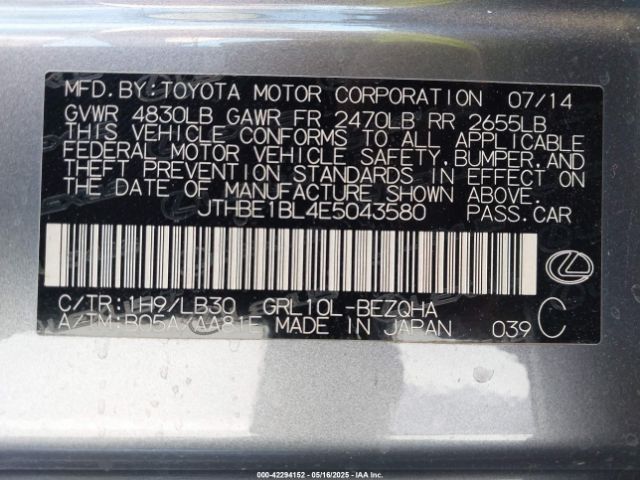 MFD. BY: TOYOTA MOTOR CORPORATION 07/14
GVWR 4830LB GAWR FR 2470LB RR 2655LB
THIS VEHICLE CONFORMS TO ALL APPLICABLE
FEDERAL MOTOR VEHICLE SAFETY, BUMPER, AND
THEFT PREVENTION STANDARDS IN EFFECT ON
THE DATE OF MANUFACTURE SHOWN ABOVE.
JTHBE1BL4E5043580 PASS. CAR
C/TR: 1H9/LB30 GRL10L-BEZQHA
A/TM: B05A AA81E MADE IN JAPAN 039 C
000-42294152 05/16/2025 IAAI INC.